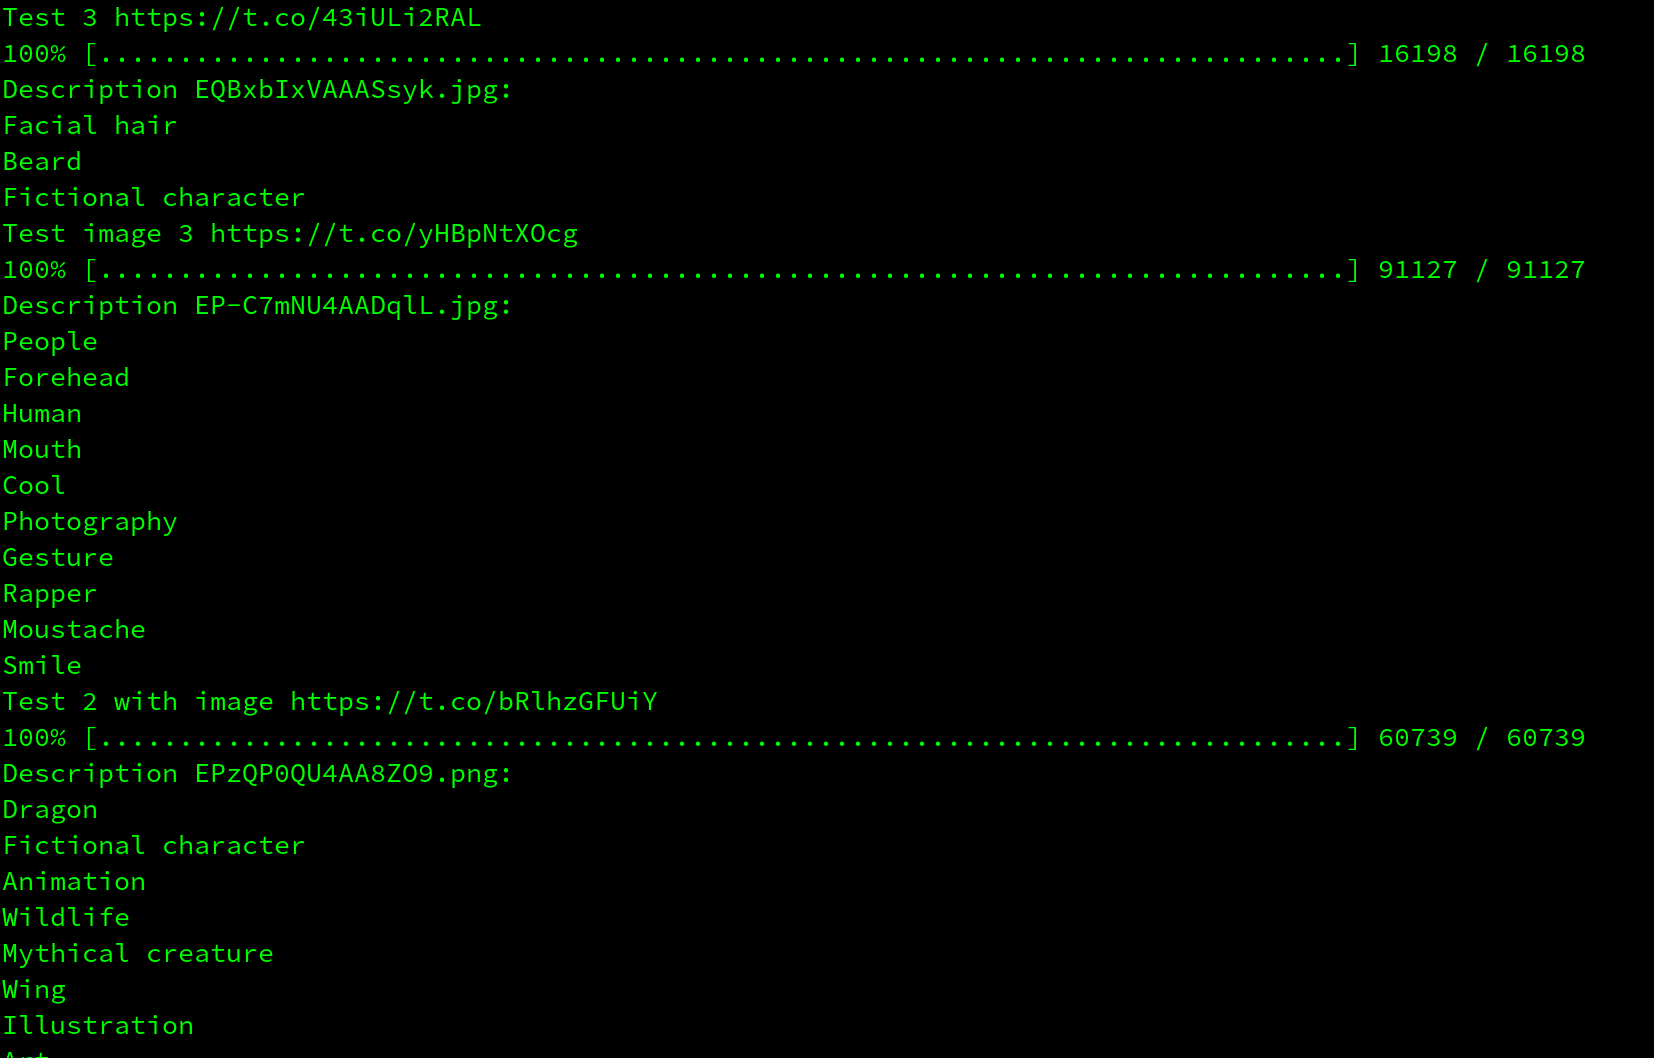 Test 3 https://t.co/43iULi2RAL
100% [..............................................................................] 16198 / 16198
Description EQBxbIxVAAASsyk.jpg:
Facial hair
Beard
Fictional character
Test image 3 https://t.co/yHBpNtXOcg
100% [..............................................................................] 91127 / 91127
Description EP-C7mNU4AADqlL.jpg:
People
Forehead
Human
Mouth
Cool
Photography
Gesture
Rapper
Moustache
Smile
Test 2 with image https://t.co/bRlhzGFUiY
100% [..............................................................................] 60739 / 60739
Description EPzQP0QU4AA8ZO9.png:
Dragon
Fictional character
Animation
Wildlife
Mythical creature
Wing
Illustration